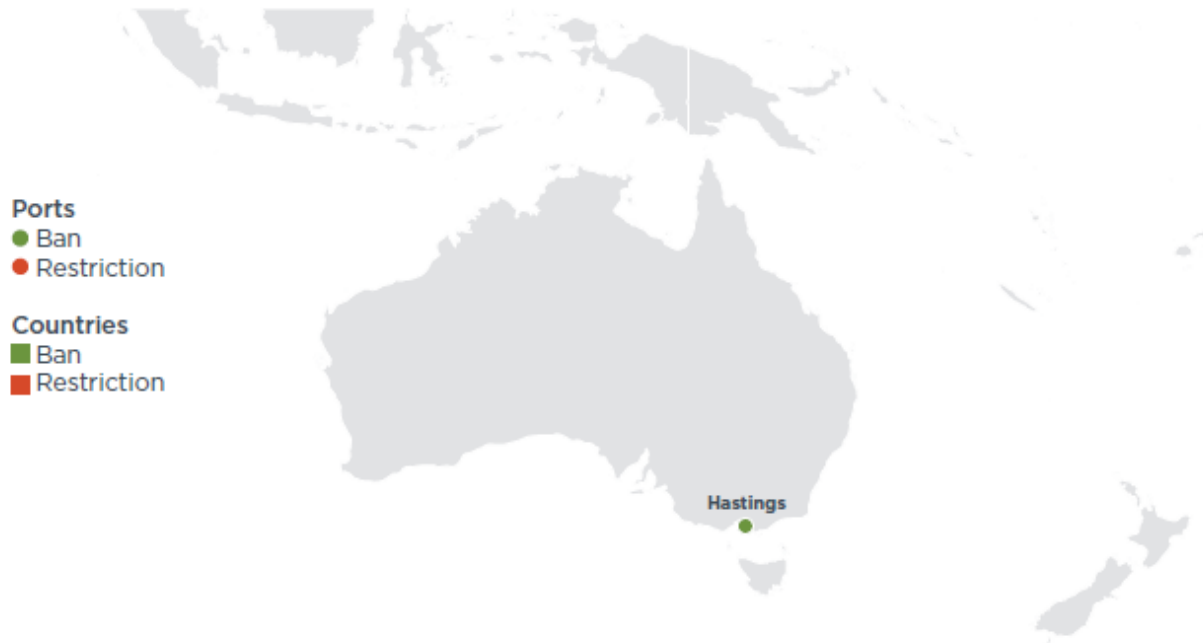 Ports
Ban
Restriction
Countries
Ban
Restriction
Hastings